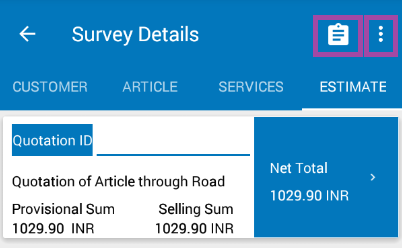 Survey Details
CUSTOMER ARTICLE SERVICES ESTIMATE
Quotation ID
Quotation of Article through Road
Provisional Sum Selling Sum
1029.90 INR 1029.90 INR
Net Total
1029.90 INR